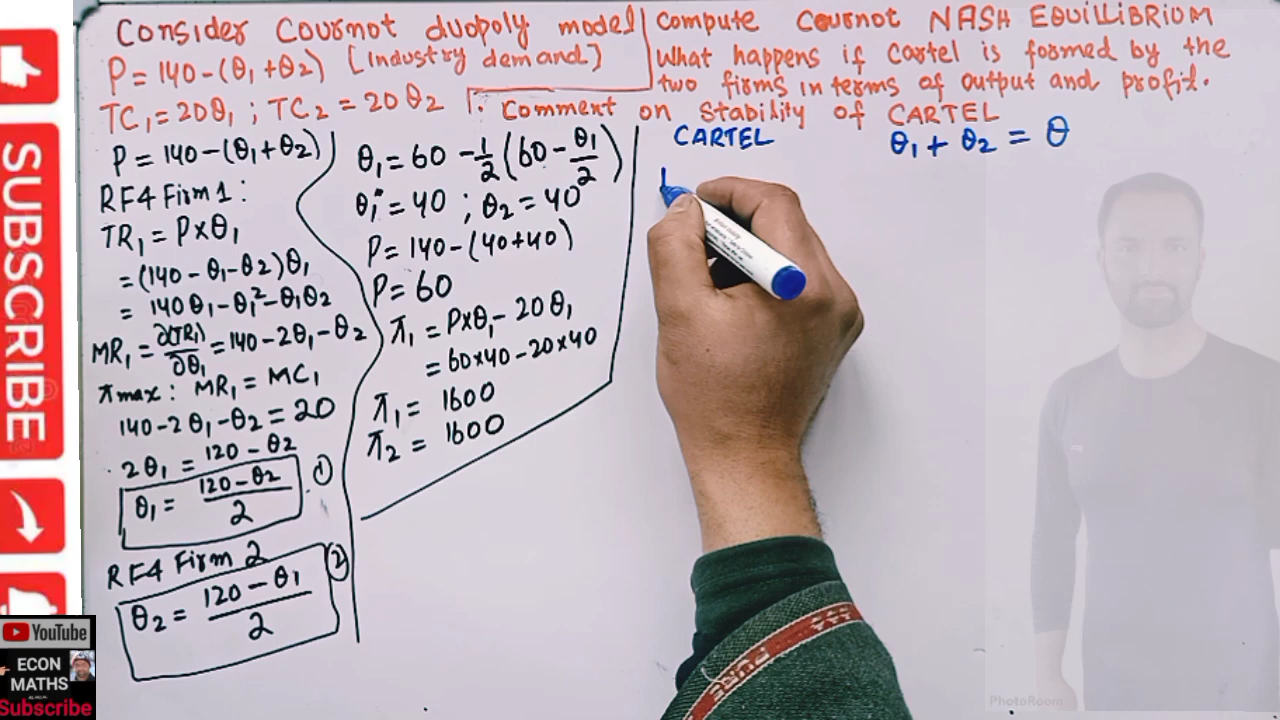 Consider Cournot duopoly model
P = 140 - (θ₁ + θ₂) [Industry demand]
TC₁ = 20θ₁ ; TC₂ = 20θ₂
Compute Cournot NASH EQUILLIBRIUM
What happens if Cartel is formed by the
two firms in terms of output and profit.
Comment on Stability of CARTEL
P = 140 - (θ₁ + θ₂)
RF4 Firm 1:
TR₁ = P×θ₁
= (140 - θ₁ - θ₂)θ₁
= 140θ₁ - θ₁² - θ₁θ₂
MR₁ = ∂(TR₁)/∂θ₁ = 140 - 2θ₁ - θ₂
πmax: MR₁ = MC₁
140 - 2θ₁ - θ₂ = 20
2θ₁ = 120 - θ₂
θ₁ = (120 - θ₂)/2 ①
RF4 Firm 2
θ₂ = (120 - θ₁)/2 ②
θ₁ = 60 - 1/2 (60 - θ₁/2)
θ₁ = 40 ; θ₂ = 40
P = 140 - (40+40)
P = 60
π₁ = P×θ₁ - 20θ₁
= 60×40 - 20×40
π₁ = 1600
π₂ = 1600
CARTEL
θ₁ + θ₂ = θ
SUBSCRIBE
YouTube
ECON
MATHS
Subscribe
PhotoRoom